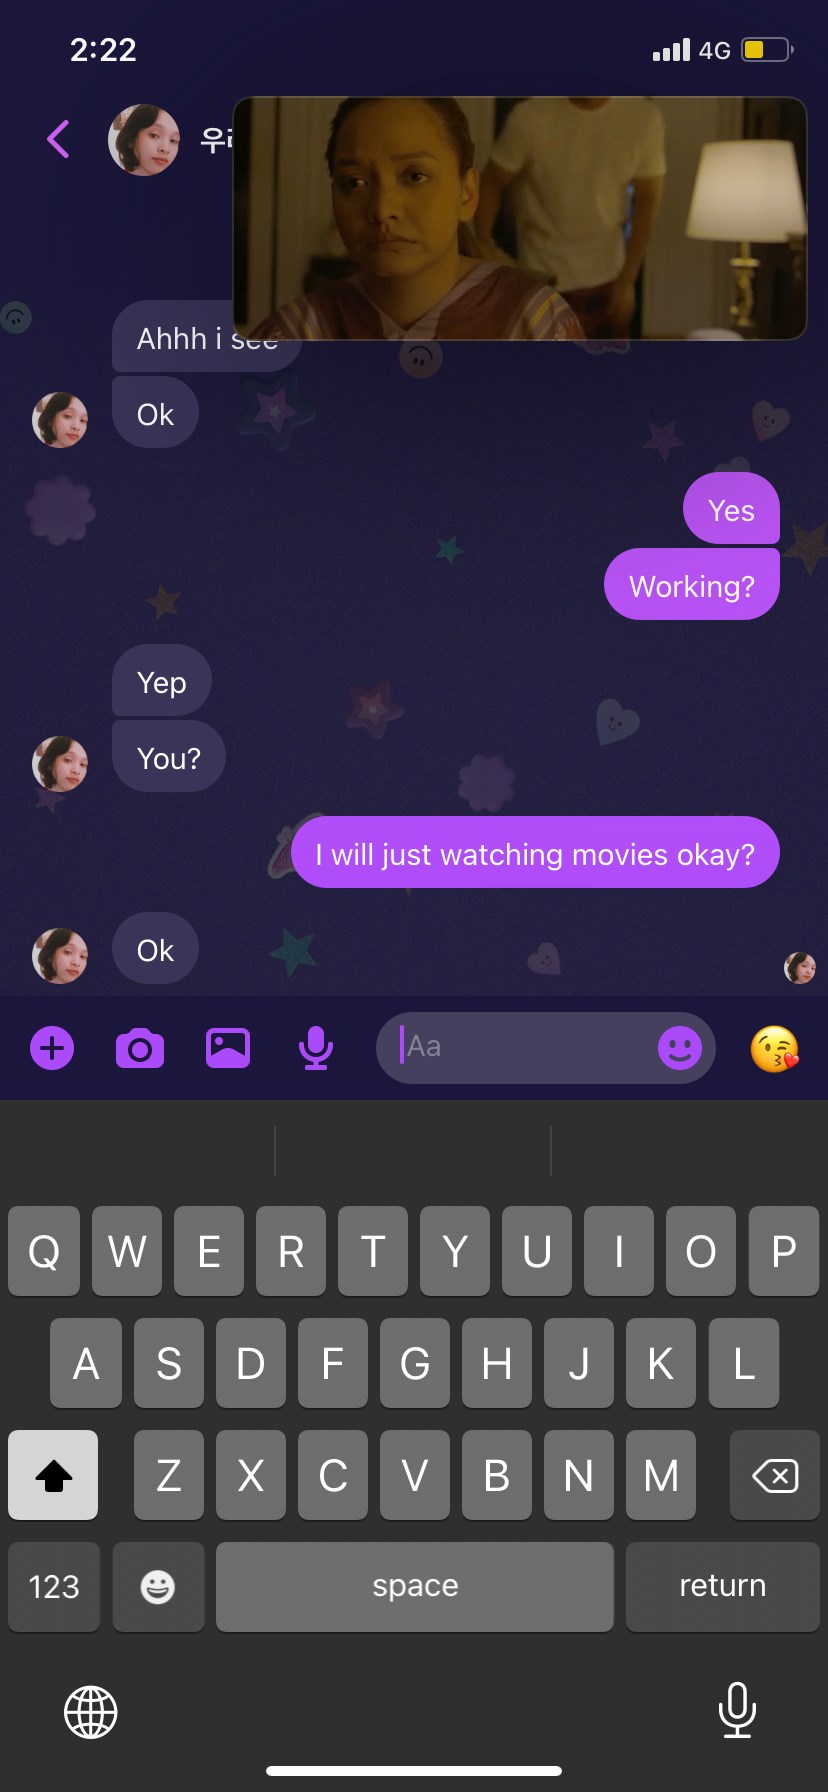 2:22
4G
우리
Ahhh i see
Ok
Yes
Working?
Yep
You?
I will just watching movies okay?
Ok
Aa
Q W E R T Y U I O P
A S D F G H J K L
Z X C V B N M
123 space return